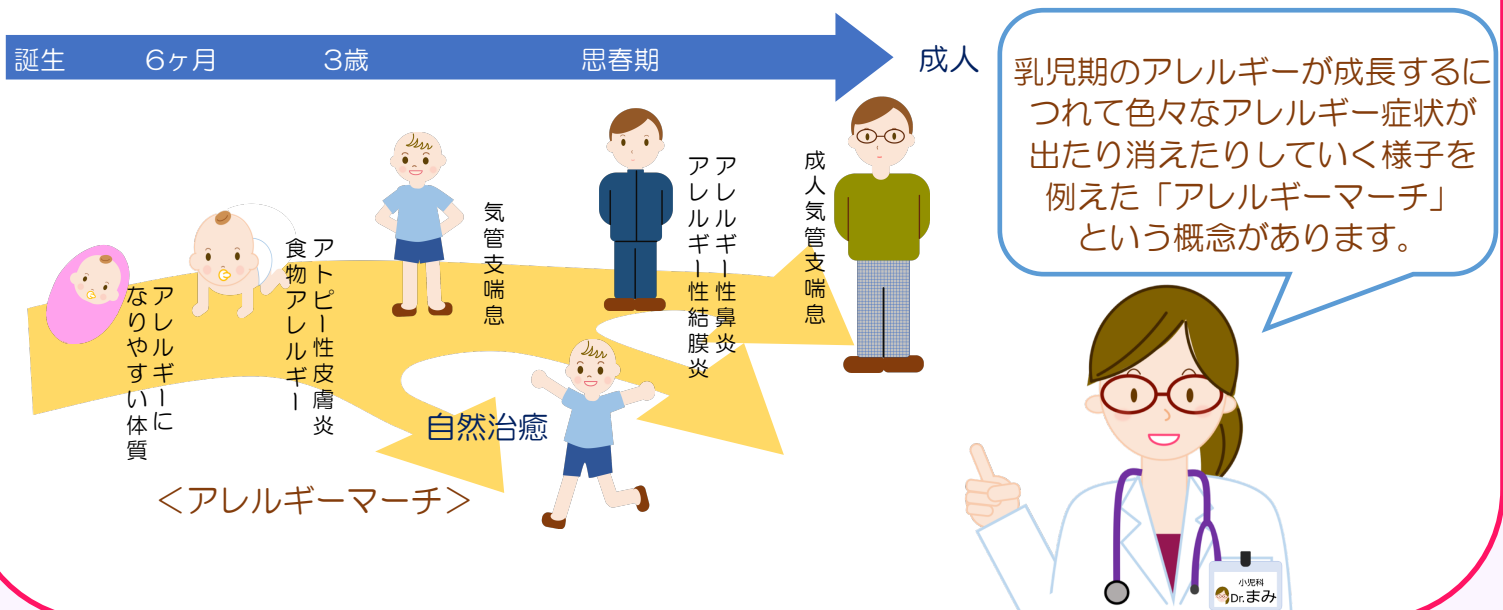 誕生
6ヶ月
3歳
思春期
成人
乳児期のアレルギーが成長するに
つれて色々なアレルギー症状が
出たり消えたりしていく様子を
例えた「アレルギーマーチ」
という概念があります。
アレルギーに
なりやすい体質
アトピー性皮膚炎
食物アレルギー
気管支喘息
アレルギー性鼻炎
アレルギー性結膜炎
成人気管支喘息
自然治癒
＜アレルギーマーチ＞
小児科
Dr.まみ